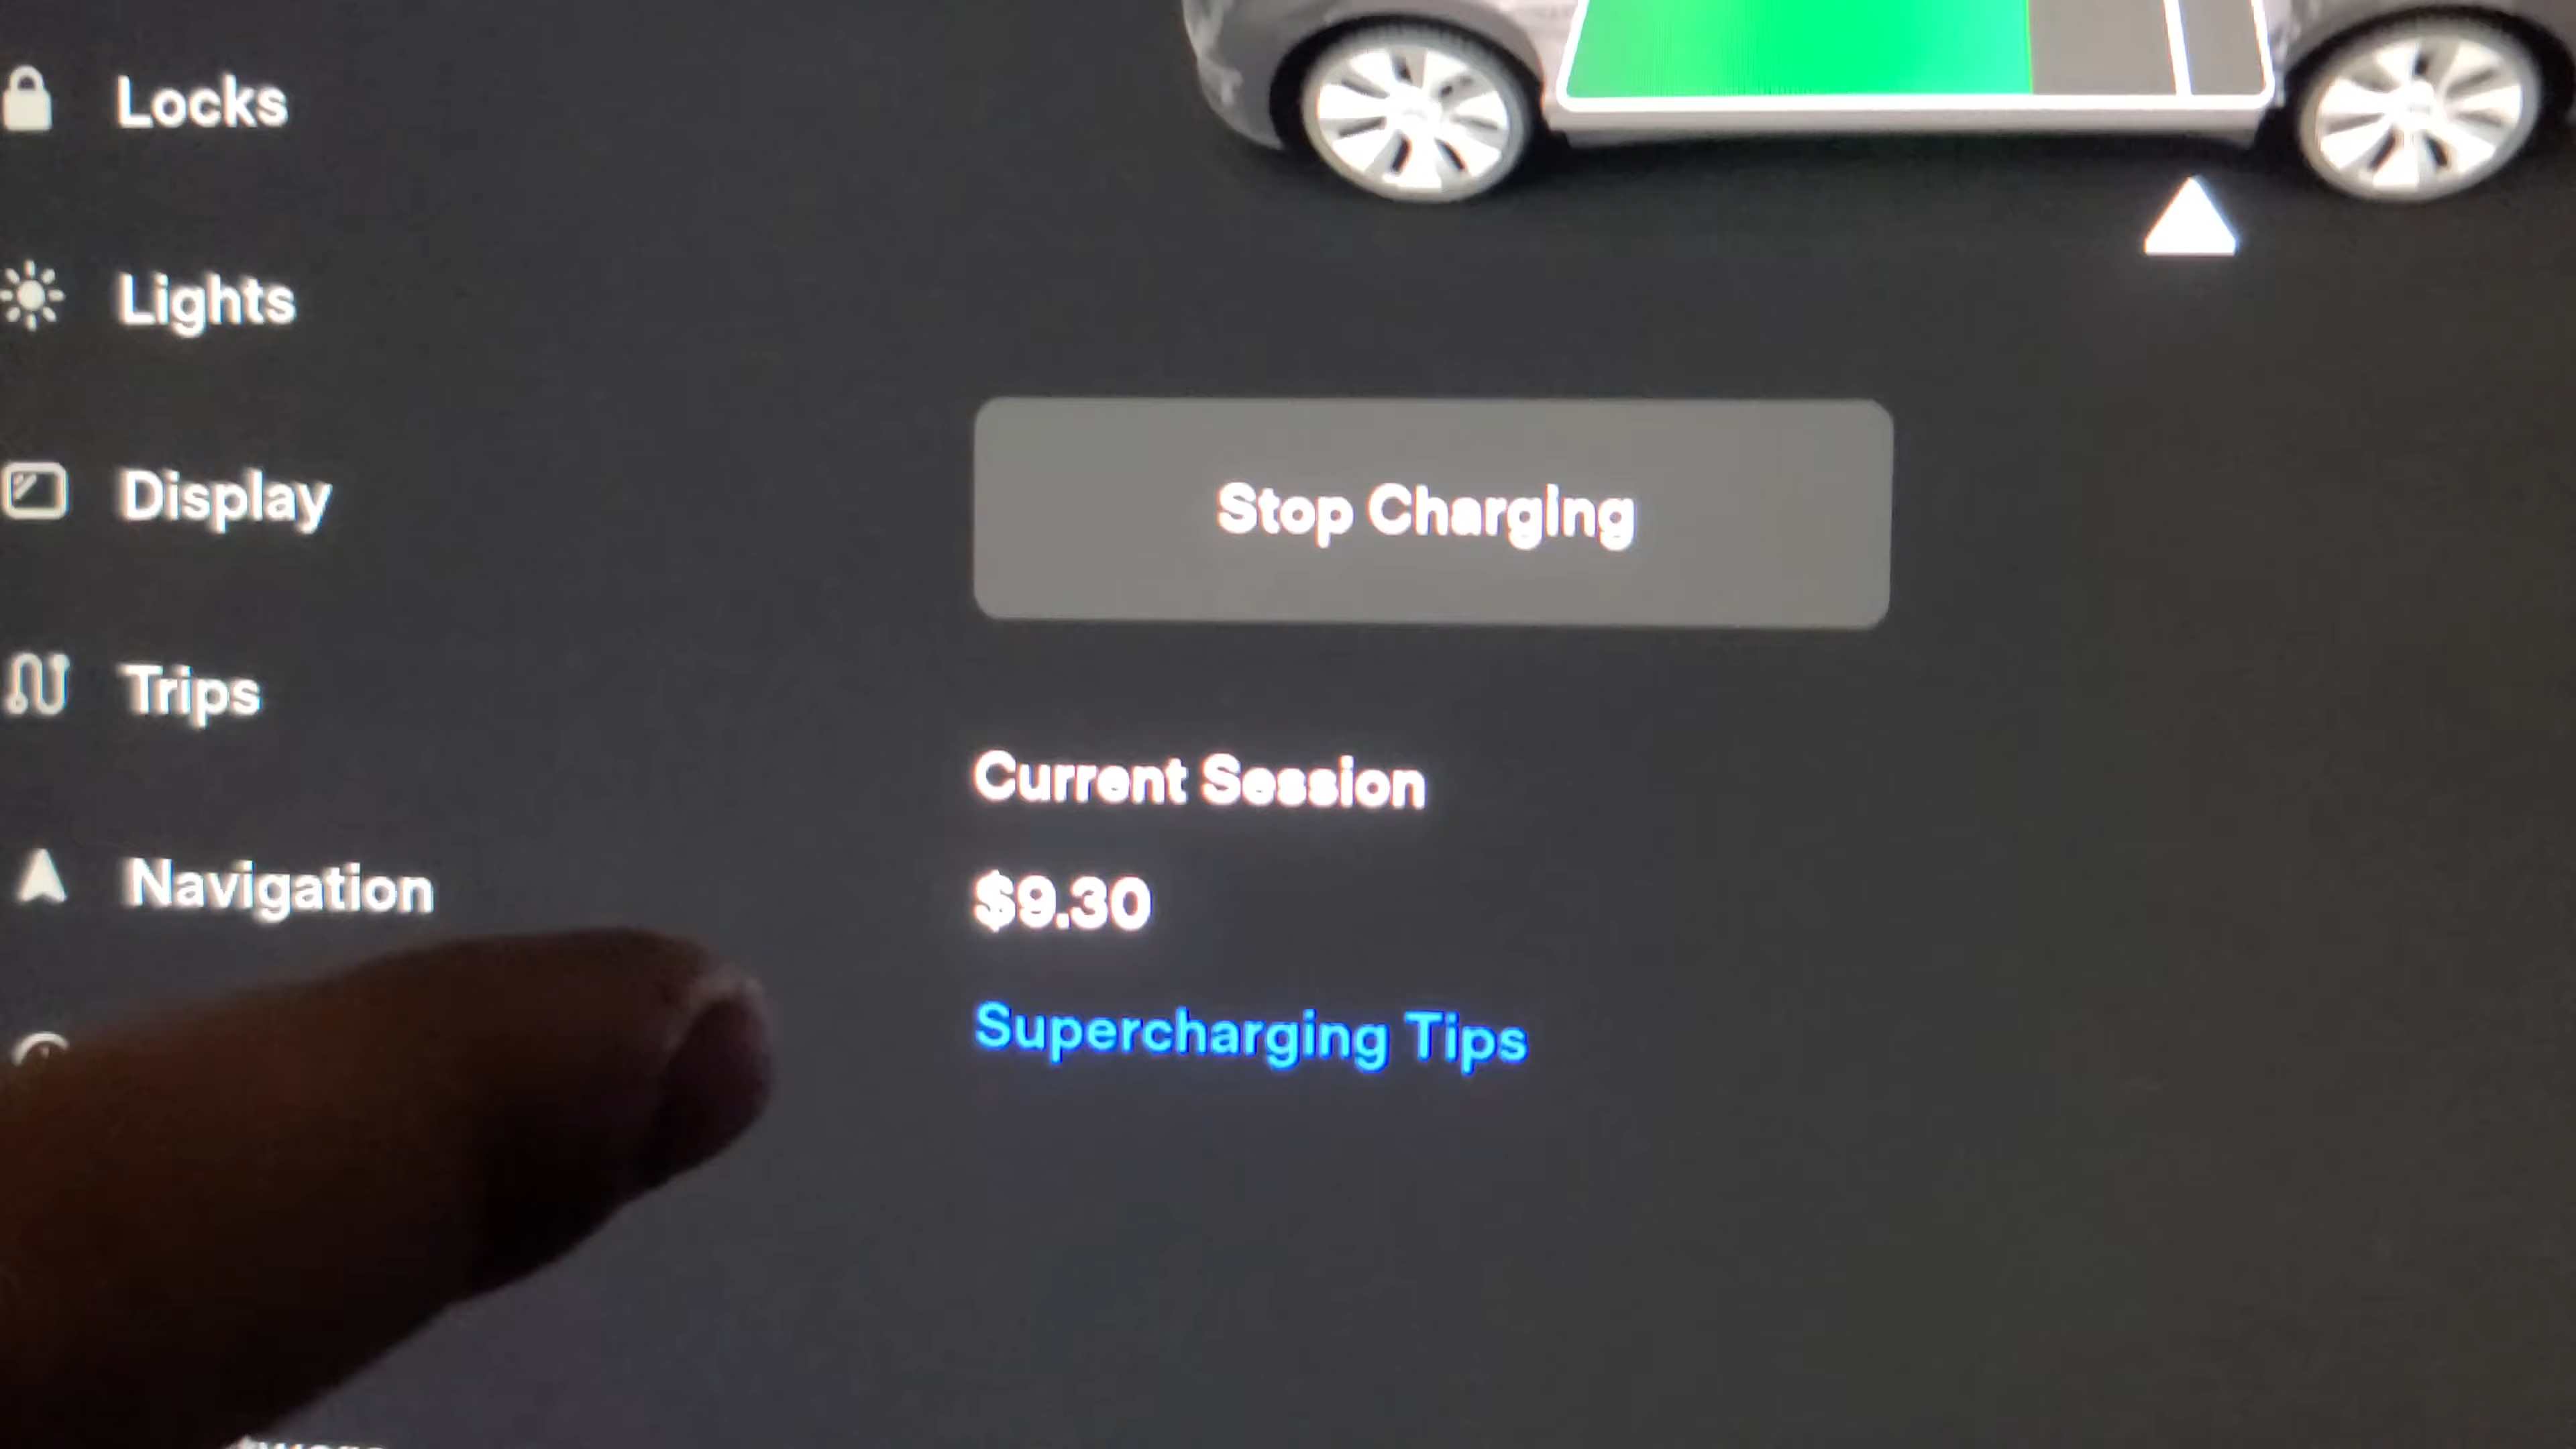 Locks
Lights
Display
Trips
Navigation
Stop Charging
Current Session
$9.30
Supercharging Tips